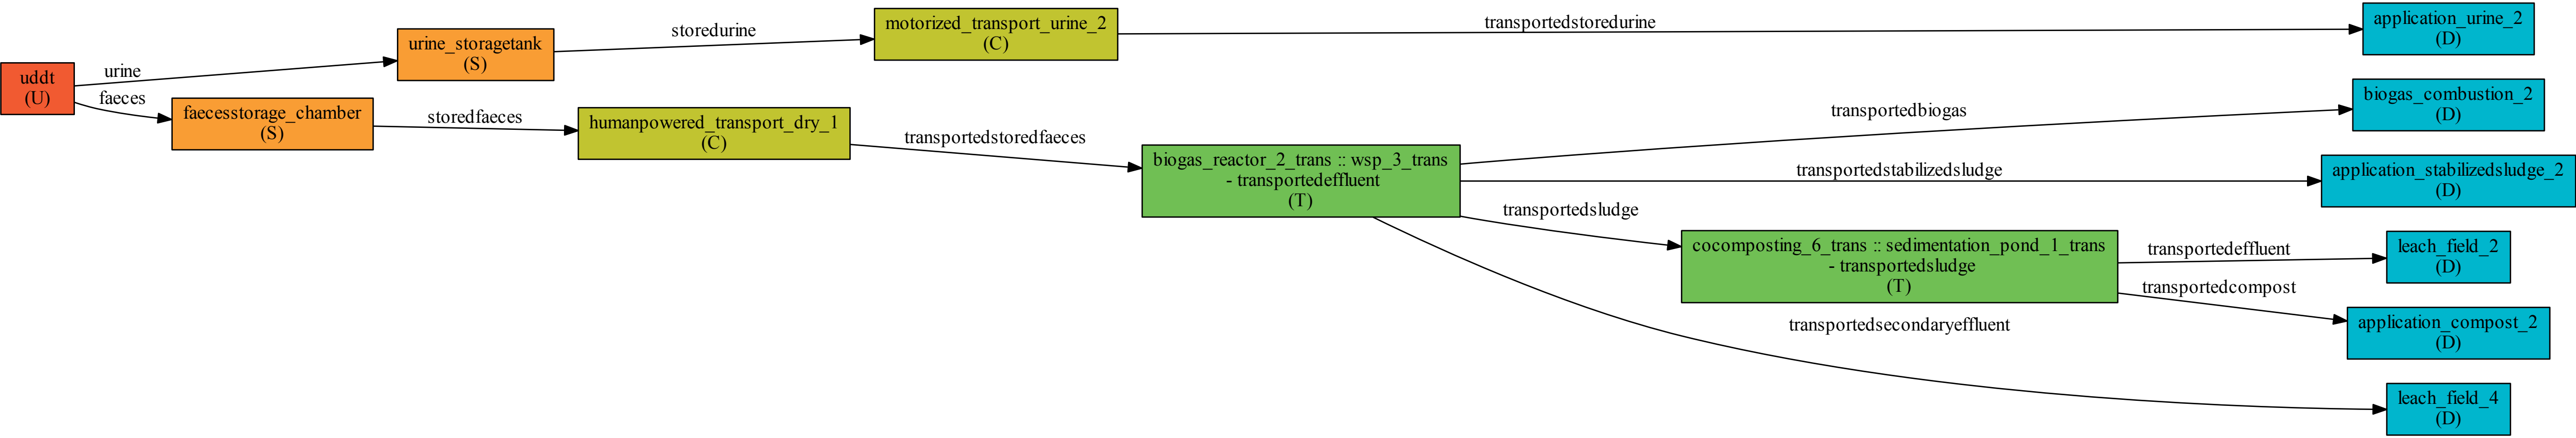 uddt
(U)
urine
faeces
urine_storagetank
(S)
faecesstorage_chamber
(S)
storedurine
storedfaeces
motorized_transport_urine_2
(C)
humanpowered_transport_dry_1
(C)
transportedstoredurine
transportedstoredfaeces
biogas_reactor_2_trans :: wsp_3_trans
- transportedeffluent
(T)
transportedbiogas
transportedstabilizedsludge
transportedsludge
transportedsecondaryeffluent
cocomposting_6_trans :: sedimentation_pond_1_trans
- transportedsludge
(T)
transportedeffluent
transportedcompost
application_urine_2
(D)
biogas_combustion_2
(D)
application_stabilizedsludge_2
(D)
leach_field_2
(D)
application_compost_2
(D)
leach_field_4
(D)